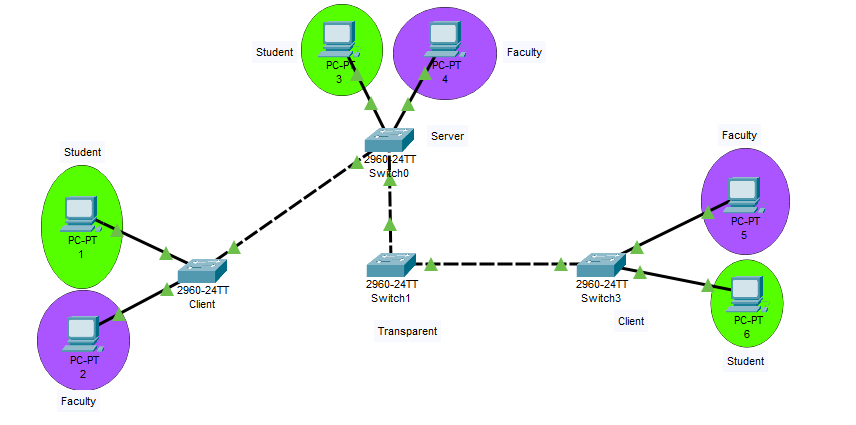 Student
PC-PT
3
PC-PT
4
Faculty
Server
2960-24TT
Switch0
Student
PC-PT
1
2960-24TT
Client
PC-PT
2
Faculty
2960-24TT
Switch1
Transparent
2960-24TT
Switch3
Client
Faculty
PC-PT
5
PC-PT
6
Student